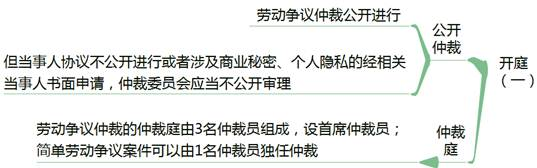 劳动争议仲裁公开进行
但当事人协议不公开进行或者涉及商业秘密、个人隐私的经相关
当事人书面申请，仲裁委员会应当不公开审理
公开
仲裁
劳动争议仲裁的仲裁庭由3名仲裁员组成，设首席仲裁员；
简单劳动争议案件可以由1名仲裁员独任仲裁
仲裁
庭
开庭
（一）